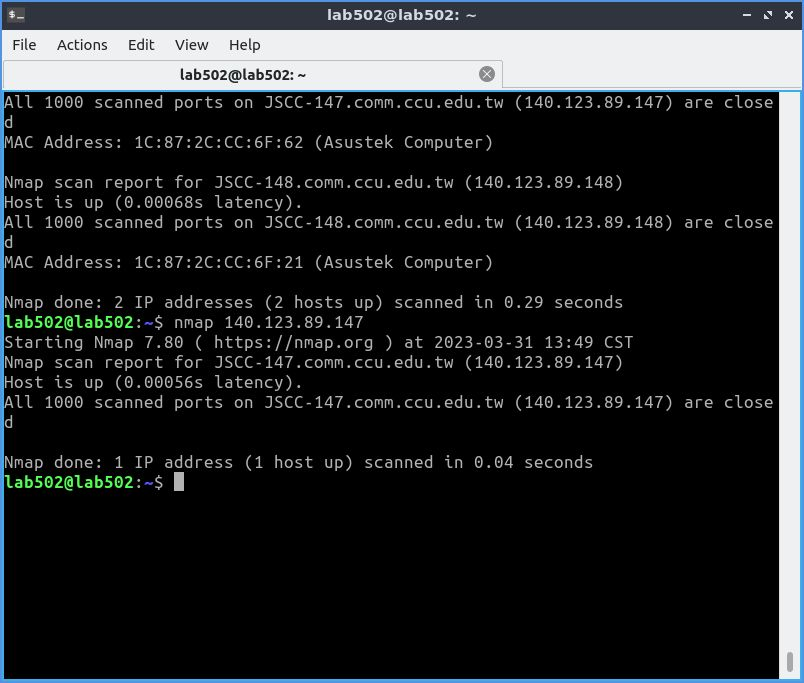 lab502@lab502: ~
File Actions Edit View Help
lab502@lab502: ~
All 1000 scanned ports on JSCC-147.comm.ccu.edu.tw (140.123.89.147) are close
d
MAC Address: 1C:87:2C:CC:6F:62 (Asustek Computer)
Nmap scan report for JSCC-148.comm.ccu.edu.tw (140.123.89.148)
Host is up (0.00068s latency).
All 1000 scanned ports on JSCC-148.comm.ccu.edu.tw (140.123.89.148) are close
d
MAC Address: 1C:87:2C:CC:6F:21 (Asustek Computer)
Nmap done: 2 IP addresses (2 hosts up) scanned in 0.29 seconds
lab502@lab502:~$ nmap 140.123.89.147
Starting Nmap 7.80 ( https://nmap.org ) at 2023-03-31 13:49 CST
Nmap scan report for JSCC-147.comm.ccu.edu.tw (140.123.89.147)
Host is up (0.00056s latency).
All 1000 scanned ports on JSCC-147.comm.ccu.edu.tw (140.123.89.147) are close
d
Nmap done: 1 IP address (1 host up) scanned in 0.04 seconds
lab502@lab502:~$